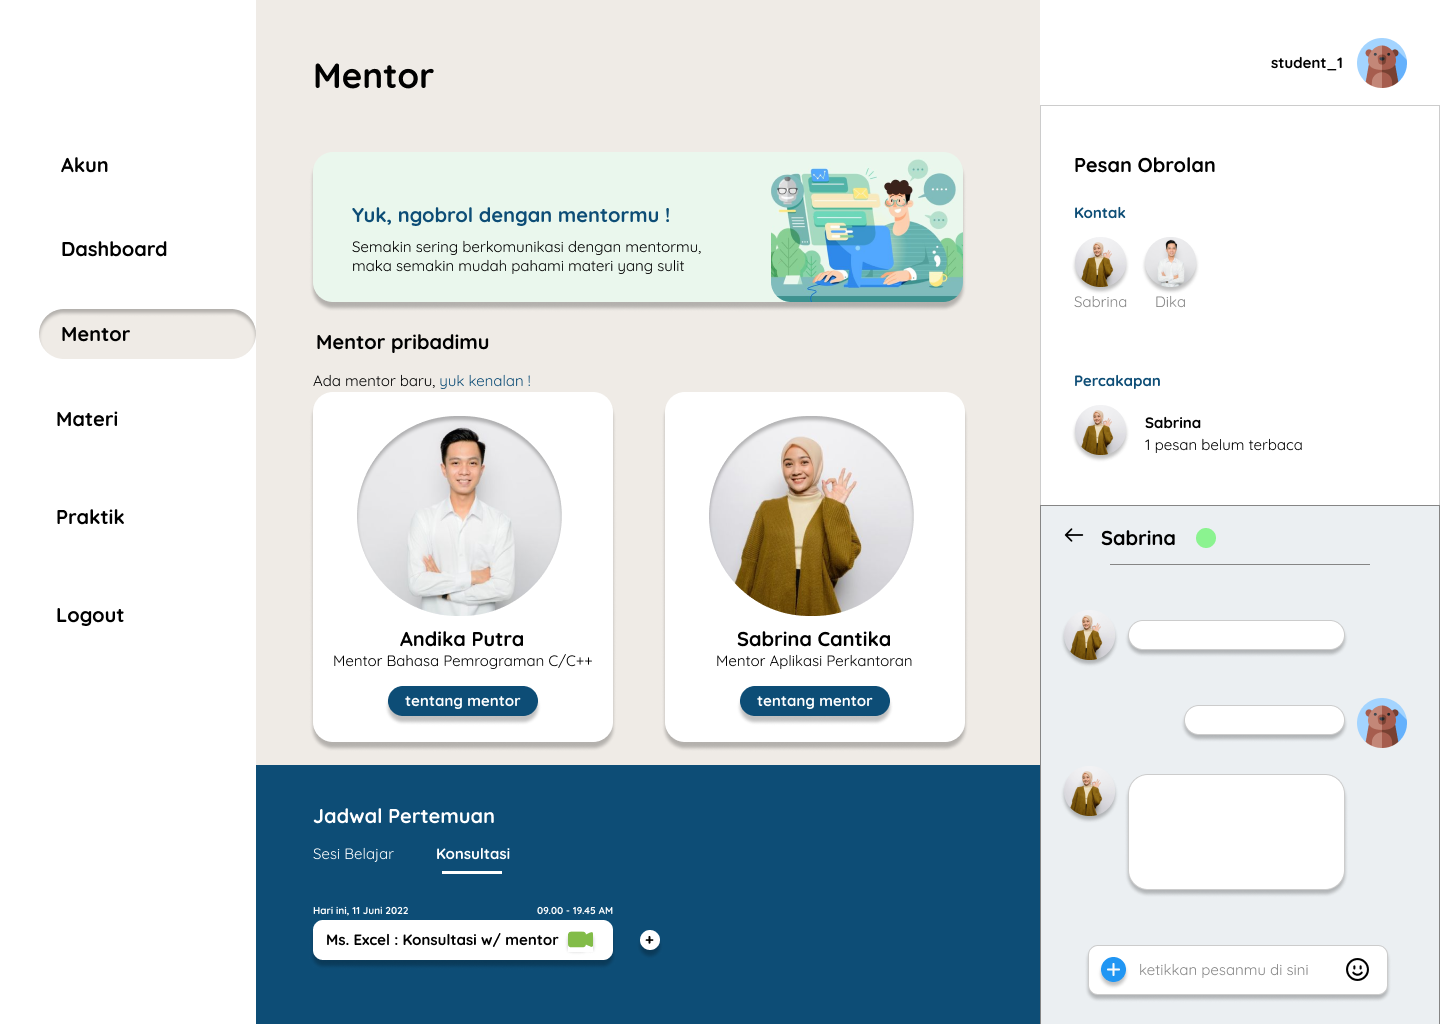 Akun
Dashboard
Mentor
Materi
Praktik
Logout
Mentor
Yuk, ngobrol dengan mentormu !
Semakin sering berkomunikasi dengan mentormu,
maka semakin mudah pahami materi yang sulit
Mentor pribadimu
Ada mentor baru, yuk kenalan !
Andika Putra
Mentor Bahasa Pemrograman C/C++
tentang mentor
Sabrina Cantika
Mentor Aplikasi Perkantoran
tentang mentor
Jadwal Pertemuan
Sesi Belajar
Konsultasi
Hari ini, 11 Juni 2022
09.00 - 19.45 AM
Ms. Excel : Konsultasi w/ mentor
student_1
Pesan Obrolan
Kontak
Sabrina
Dika
Percakapan
Sabrina
1 pesan belum terbaca
Sabrina
ketikkan pesanmu di sini